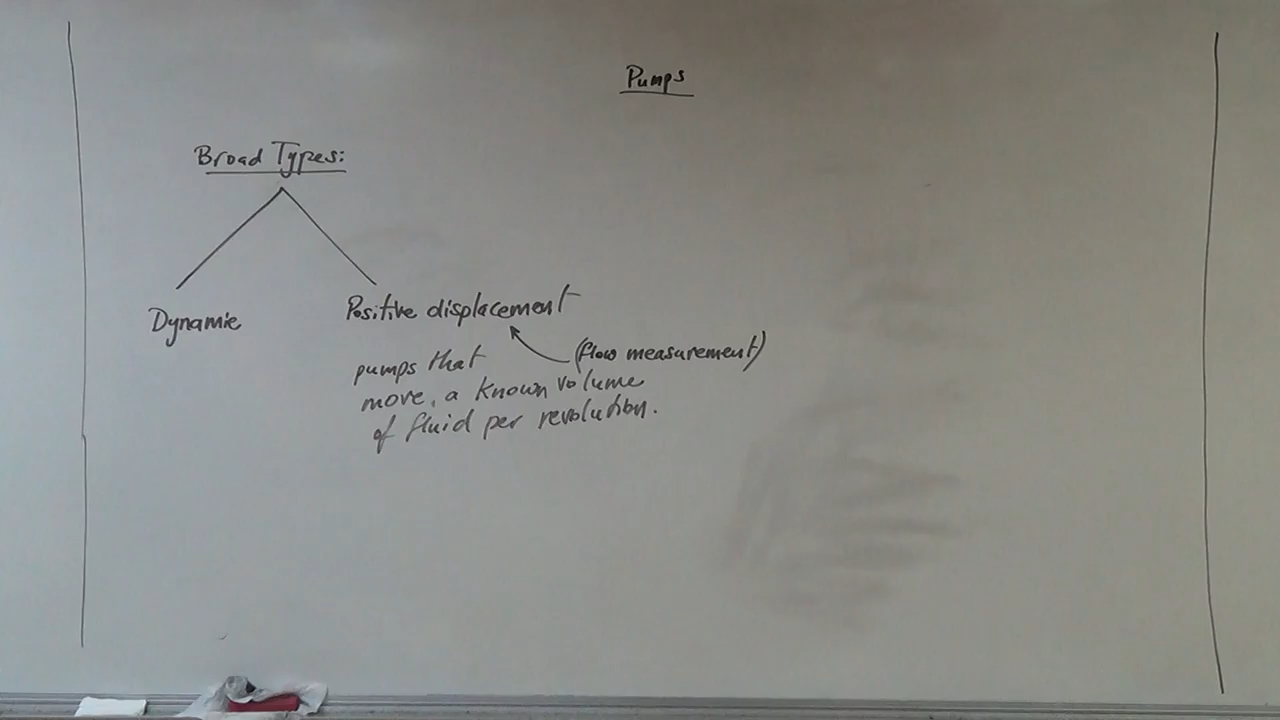 Pumps
Broad Types:
Dynamic
Positive displacement
(flow measurement)
pumps that
move, a known volume
of fluid per revolution.